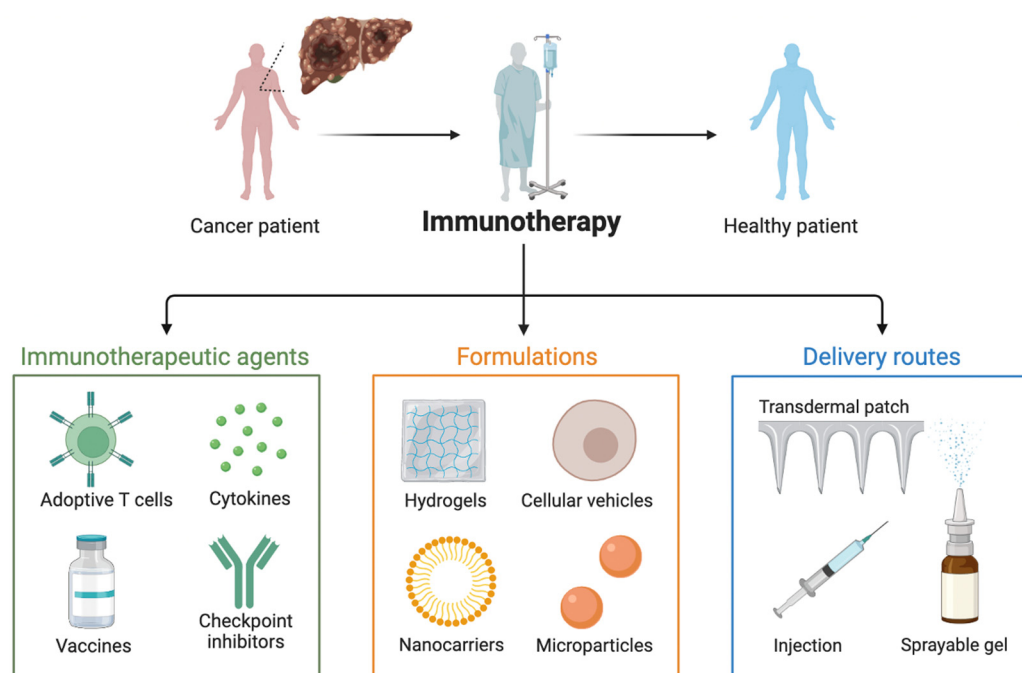 Cancer patient
Immunotherapy
Healthy patient
Immunotherapeutic agents
Adoptive T cells
Cytokines
Vaccines
Checkpoint
inhibitors
Formulations
Hydrogels
Cellular vehicles
Nanocarriers
Microparticles
Delivery routes
Transdermal patch
Injection
Sprayable gel